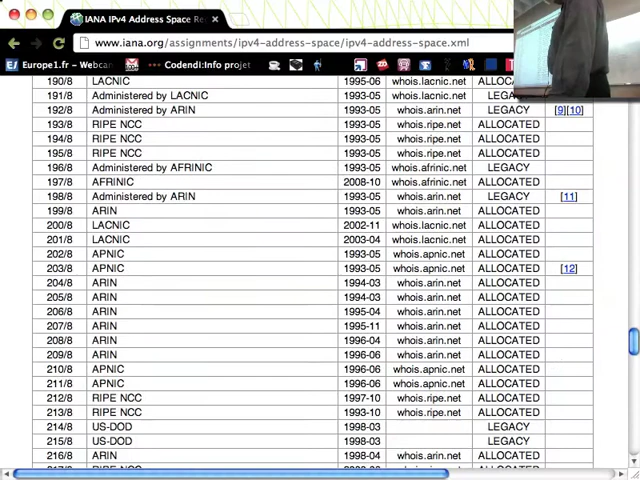 IANA IPv4 Address Space Re
www.iana.org/assignments/ipv4-address-space/ipv4-address-space.xml
Europe1.fr - Webcam
100+
Codendi:Info projet
190/8 LACNIC 1995-06 whois.lacnic.net ALLOCATED
191/8 Administered by LACNIC 1993-05 whois.lacnic.net LEGACY
192/8 Administered by ARIN 1993-05 whois.arin.net LEGACY [9][10]
193/8 RIPE NCC 1993-05 whois.ripe.net ALLOCATED
194/8 RIPE NCC 1993-05 whois.ripe.net ALLOCATED
195/8 RIPE NCC 1993-05 whois.ripe.net ALLOCATED
196/8 Administered by AFRINIC 1993-05 whois.afrinic.net LEGACY
197/8 AFRINIC 2008-10 whois.afrinic.net ALLOCATED
198/8 Administered by ARIN 1993-05 whois.arin.net LEGACY [11]
199/8 ARIN 1993-05 whois.arin.net ALLOCATED
200/8 LACNIC 2002-11 whois.lacnic.net ALLOCATED
201/8 LACNIC 2003-04 whois.lacnic.net ALLOCATED
202/8 APNIC 1993-05 whois.apnic.net ALLOCATED
203/8 APNIC 1993-05 whois.apnic.net ALLOCATED [12]
204/8 ARIN 1994-03 whois.arin.net ALLOCATED
205/8 ARIN 1994-03 whois.arin.net ALLOCATED
206/8 ARIN 1995-04 whois.arin.net ALLOCATED
207/8 ARIN 1995-11 whois.arin.net ALLOCATED
208/8 ARIN 1996-04 whois.arin.net ALLOCATED
209/8 ARIN 1996-06 whois.arin.net ALLOCATED
210/8 APNIC 1996-06 whois.apnic.net ALLOCATED
211/8 APNIC 1996-06 whois.apnic.net ALLOCATED
212/8 RIPE NCC 1997-10 whois.ripe.net ALLOCATED
213/8 RIPE NCC 1993-10 whois.ripe.net ALLOCATED
214/8 US-DOD 1998-03 LEGACY
215/8 US-DOD 1998-03 LEGACY
216/8 ARIN 1998-04 whois.arin.net ALLOCATED